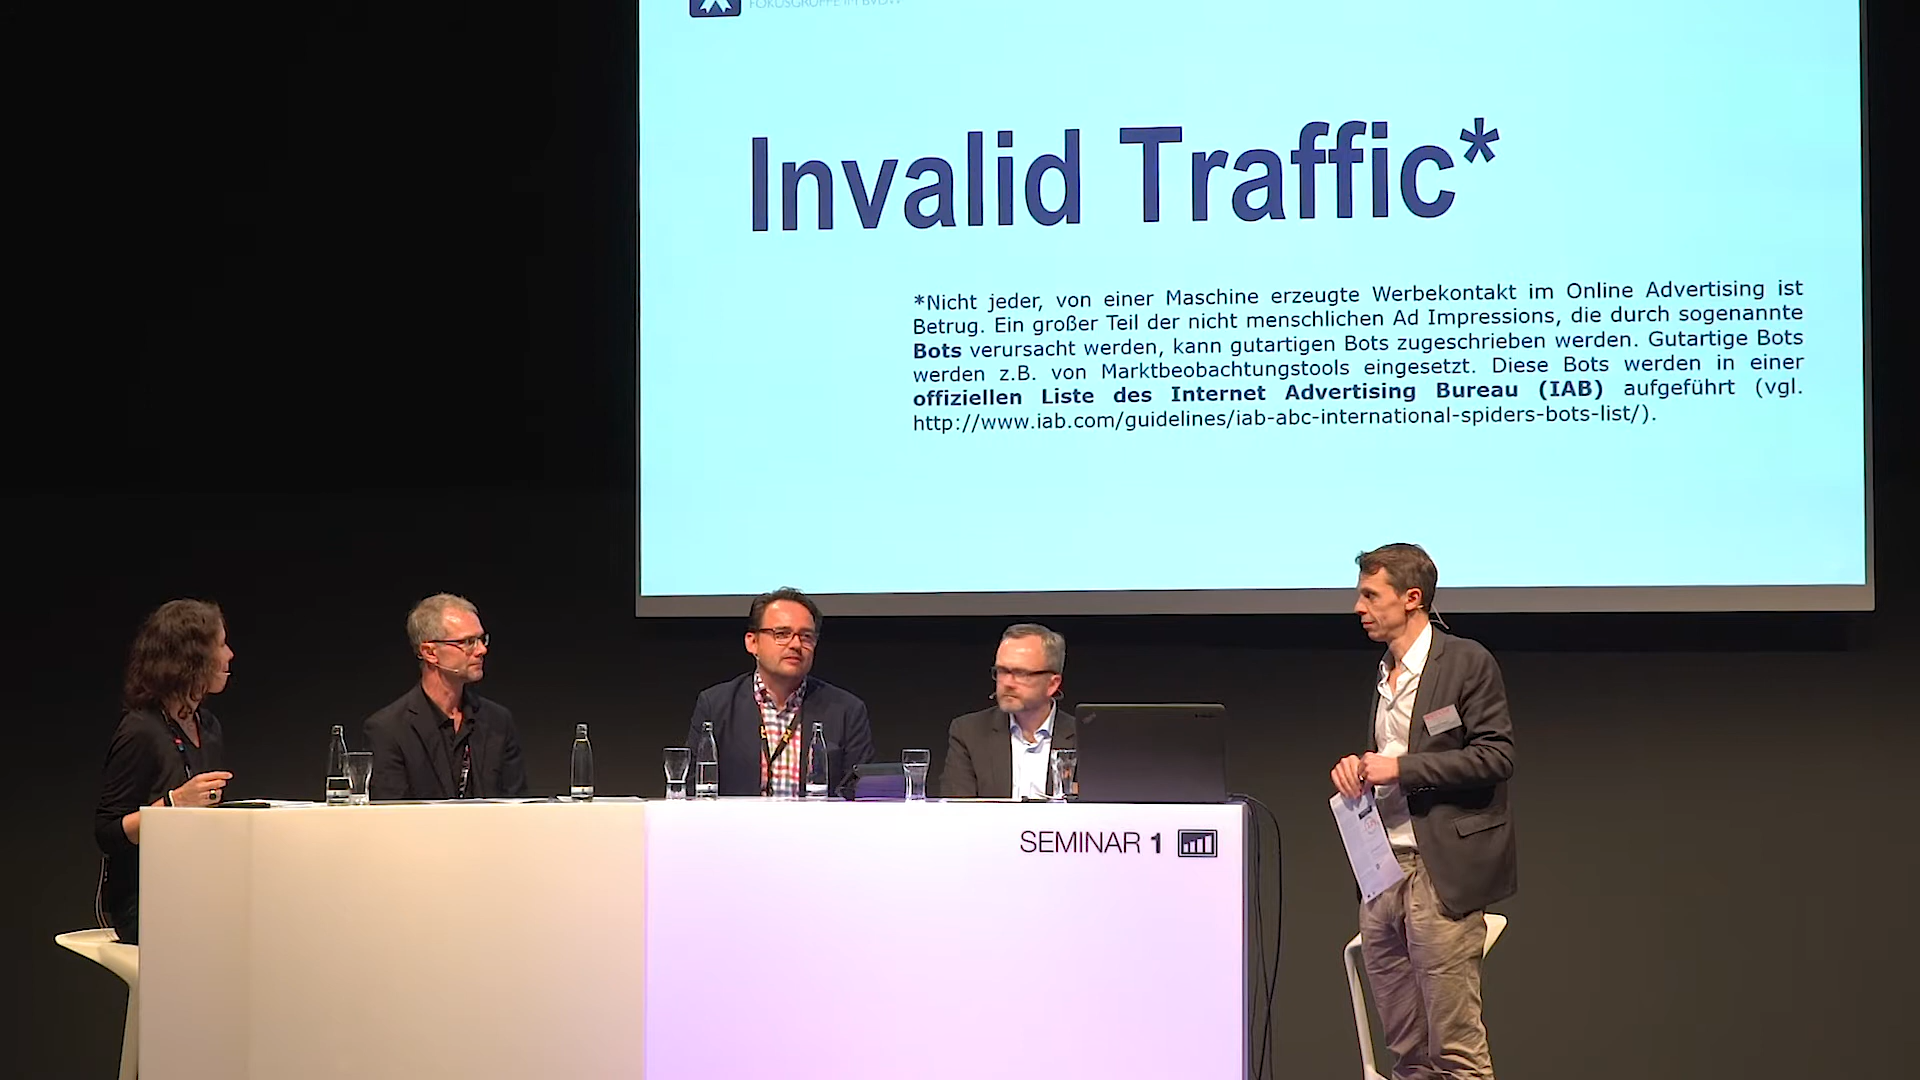 FOKUSGRUPPE IM BVDW
Invalid Traffic*
*Nicht jeder, von einer Maschine erzeugte Werbekontakt im Online Advertising ist
Betrug. Ein großer Teil der nicht menschlichen Ad Impressions, die durch sogenannte
Bots verursacht werden, kann gutartigen Bots zugeschrieben werden. Gutartige Bots
werden z.B. von Marktbeobachtungstools eingesetzt. Diese Bots werden in einer
offiziellen Liste des Internet Advertising Bureau (IAB) aufgeführt (vgl.
http://www.iab.com/guidelines/iab-abc-international-spiders-bots-list/).
SEMINAR 1